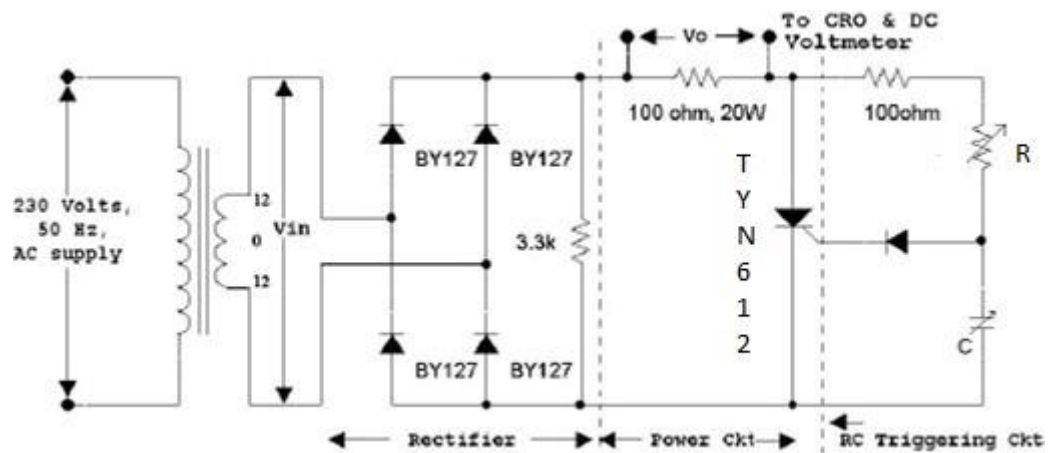 To CRO & DC
Voltmeter
Vo
100 ohm, 20W
100ohm
BY127
BY127
R
230 Volts,
50 Hz,
AC supply
12
0
12
Vin
3.3k
T
Y
N
6
1
2
BY127
BY127
C
Rectifier
Power Ckt
RC Triggering Ckt